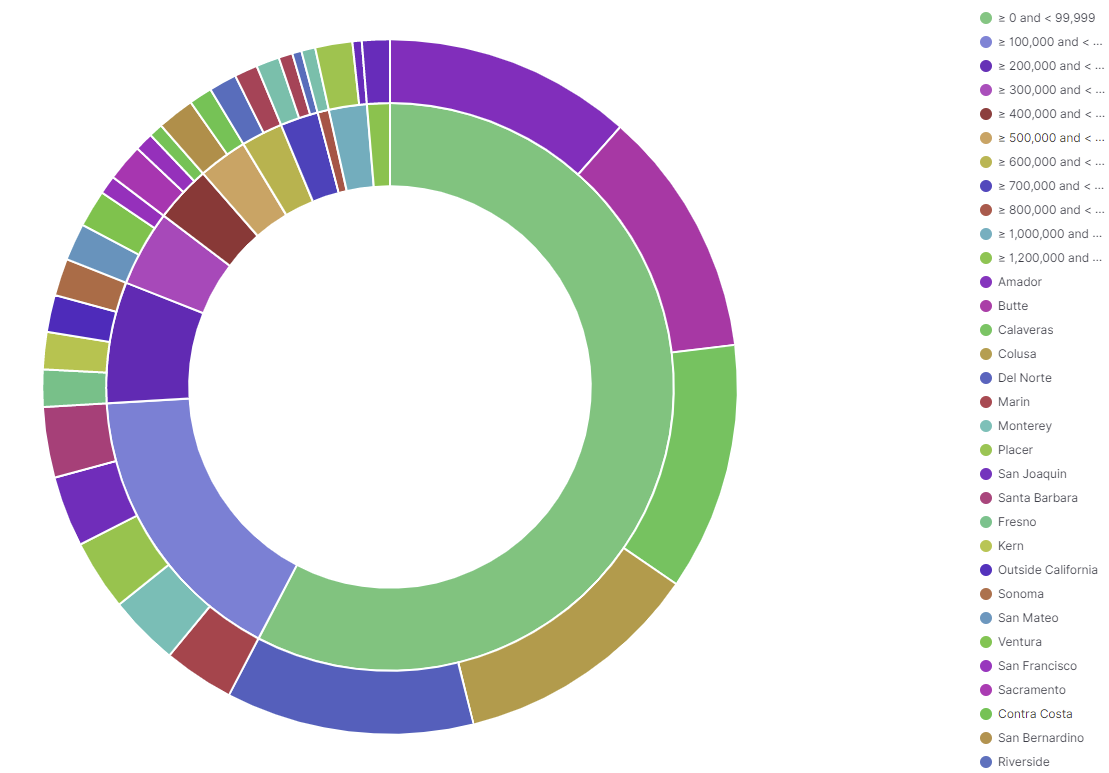 ≥ 0 and < 99,999
≥ 100,000 and < ...
≥ 200,000 and < ...
≥ 300,000 and < ...
≥ 400,000 and < ...
≥ 500,000 and < ...
≥ 600,000 and < ...
≥ 700,000 and < ...
≥ 800,000 and < ...
≥ 1,000,000 and ...
≥ 1,200,000 and ...
Amador
Butte
Calaveras
Colusa
Del Norte
Marin
Monterey
Placer
San Joaquin
Santa Barbara
Fresno
Kern
Outside California
Sonoma
San Mateo
Ventura
San Francisco
Sacramento
Contra Costa
San Bernardino
Riverside